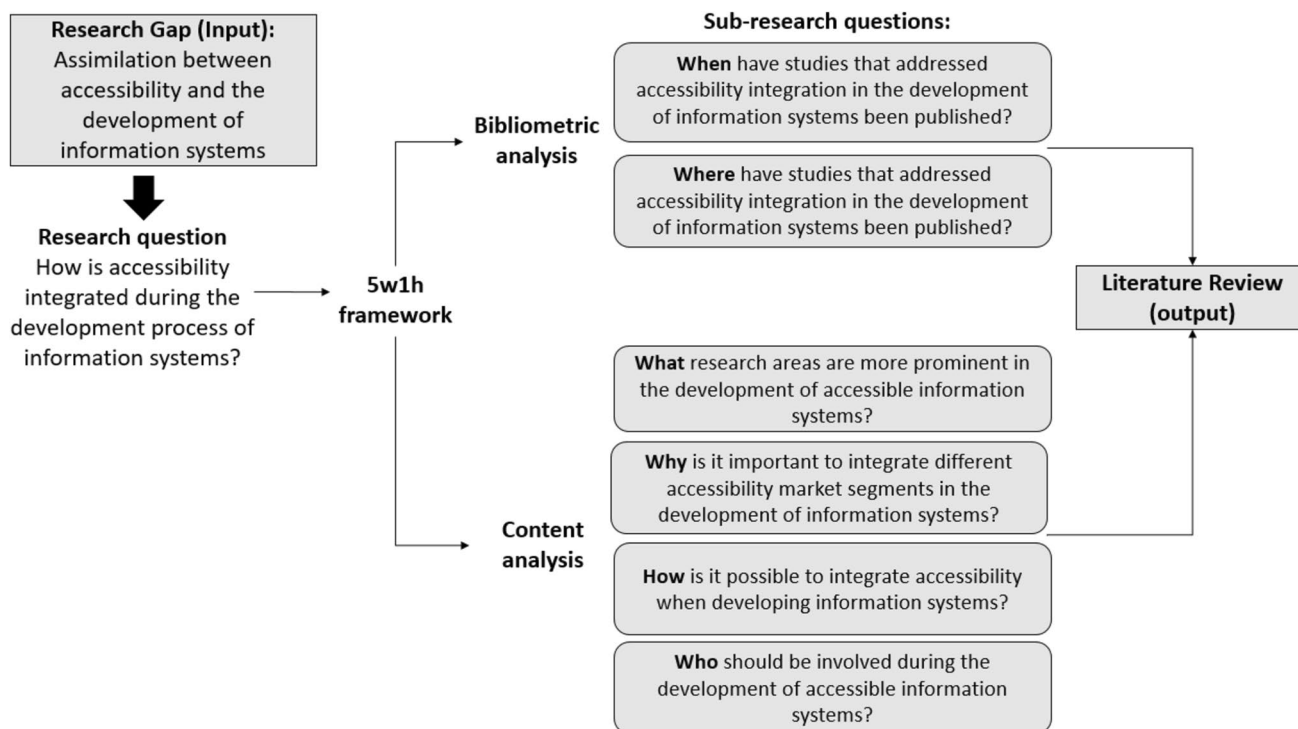 Research Gap (Input):
Assimilation between
accessibility and the
development of
information systems
Research question
How is accessibility
integrated during the
development process of
information systems?
5w1h
framework
Bibliometric
analysis
Content
analysis
Sub-research questions:
When have studies that addressed
accessibility integration in the development
of information systems been published?
Where have studies that addressed
accessibility integration in the development
of information systems been published?
What research areas are more prominent in
the development of accessible information
systems?
Why is it important to integrate different
accessibility market segments in the
development of information systems?
How is it possible to integrate accessibility
when developing information systems?
Who should be involved during the
development of accessible information
systems?
Literature Review
(output)